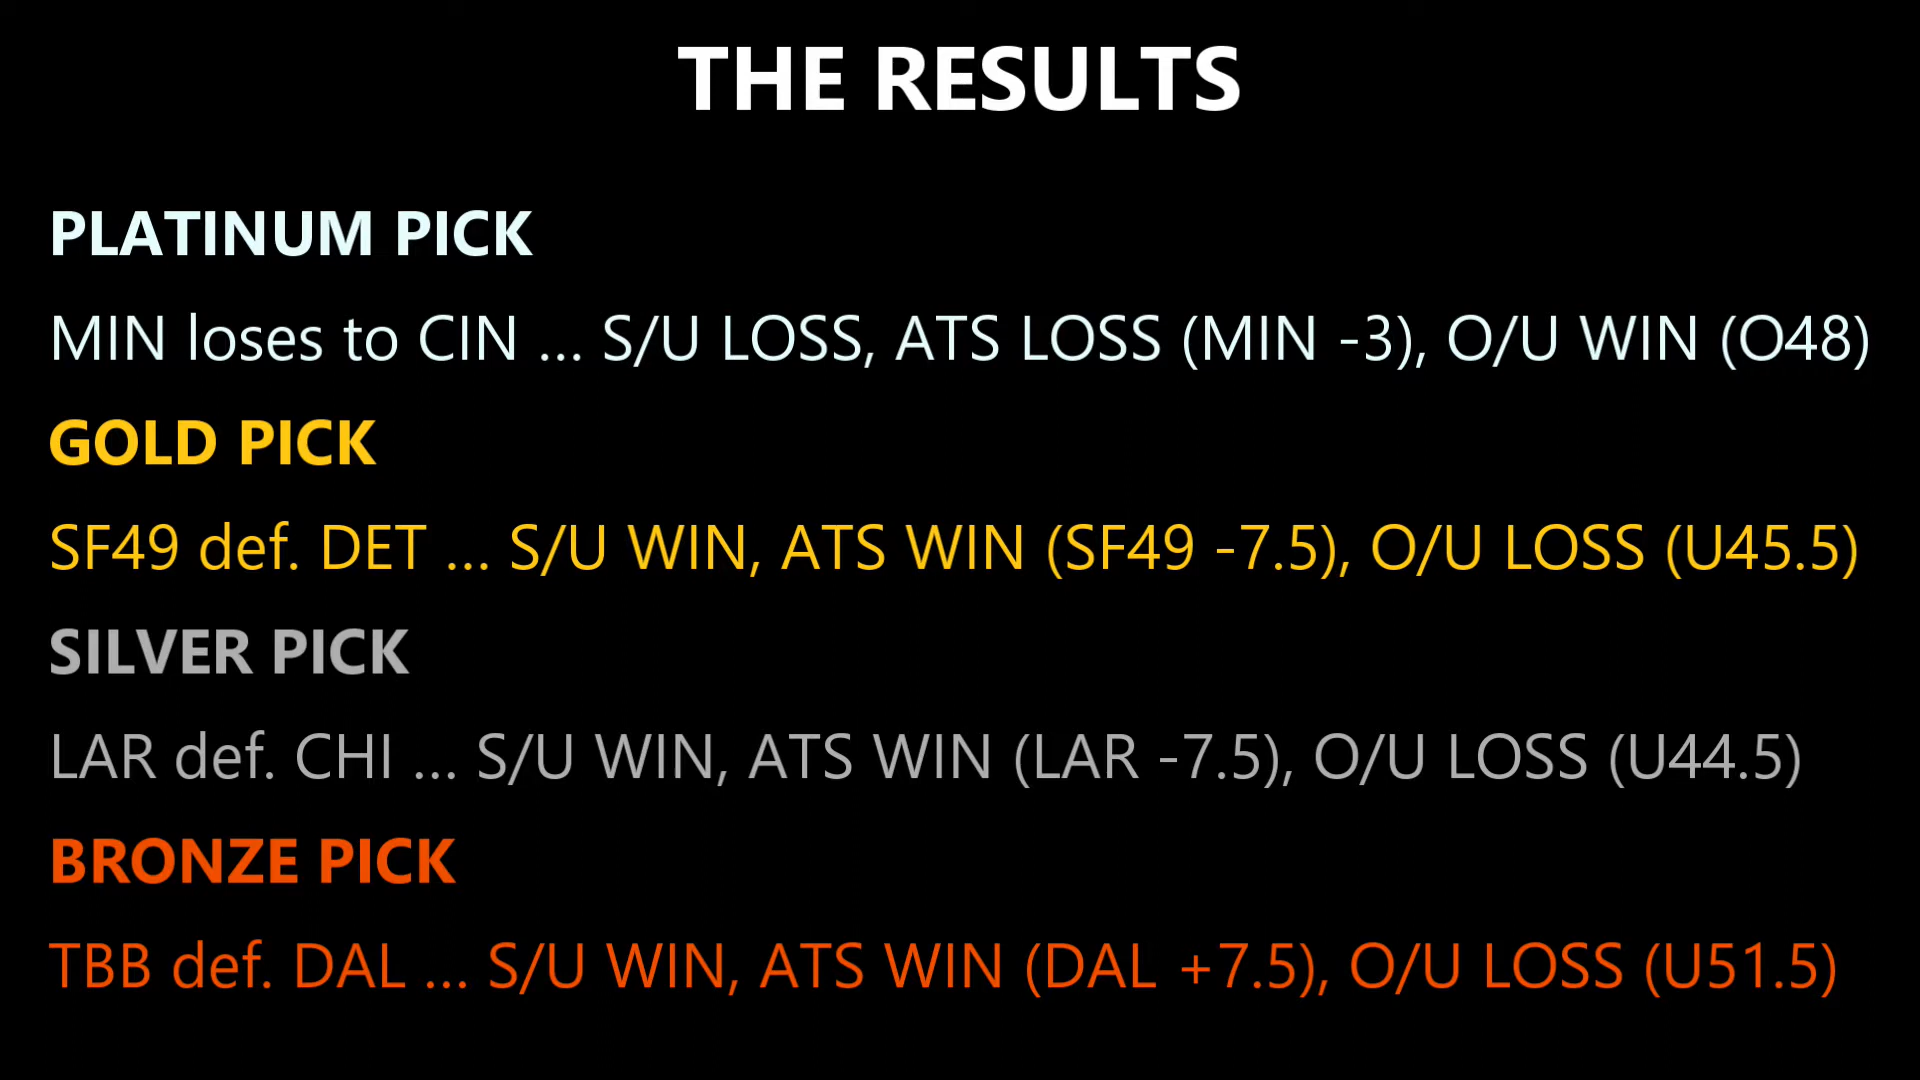 THE RESULTS
PLATINUM PICK
MIN loses to CIN ... S/U LOSS, ATS LOSS (MIN -3), O/U WIN (O48)
GOLD PICK
SF49 def. DET ... S/U WIN, ATS WIN (SF49 -7.5), O/U LOSS (U45.5)
SILVER PICK
LAR def. CHI ... S/U WIN, ATS WIN (LAR -7.5), O/U LOSS (U44.5)
BRONZE PICK
TBB def. DAL ... S/U WIN, ATS WIN (DAL +7.5), O/U LOSS (U51.5)